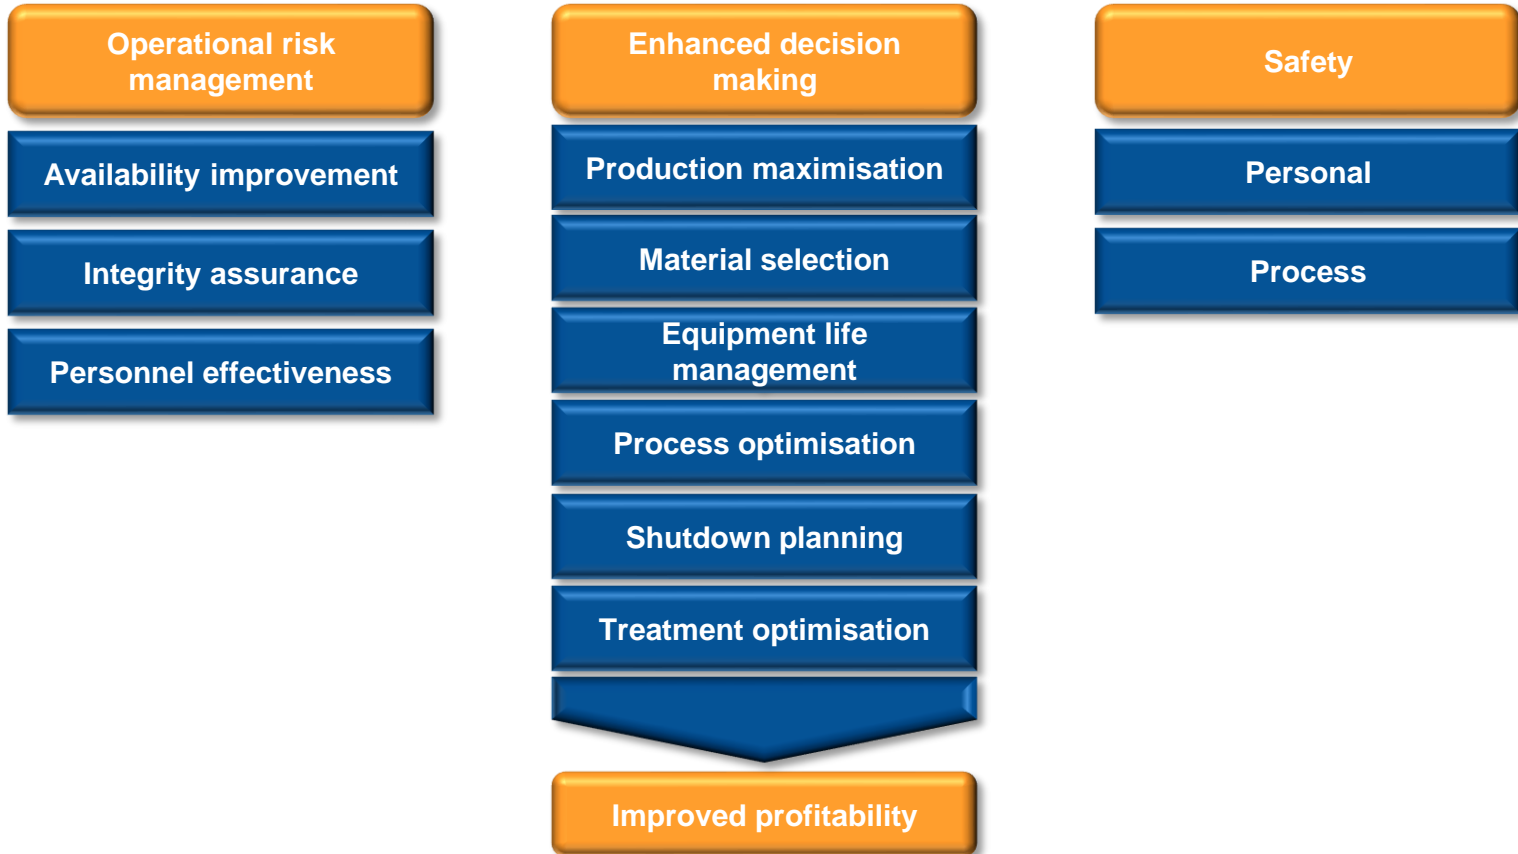 Operational risk
management
Availability improvement
Integrity assurance
Personnel effectiveness
Enhanced decision
making
Production maximisation
Material selection
Equipment life
management
Process optimisation
Shutdown planning
Treatment optimisation
Improved profitability
Safety
Personal
Process